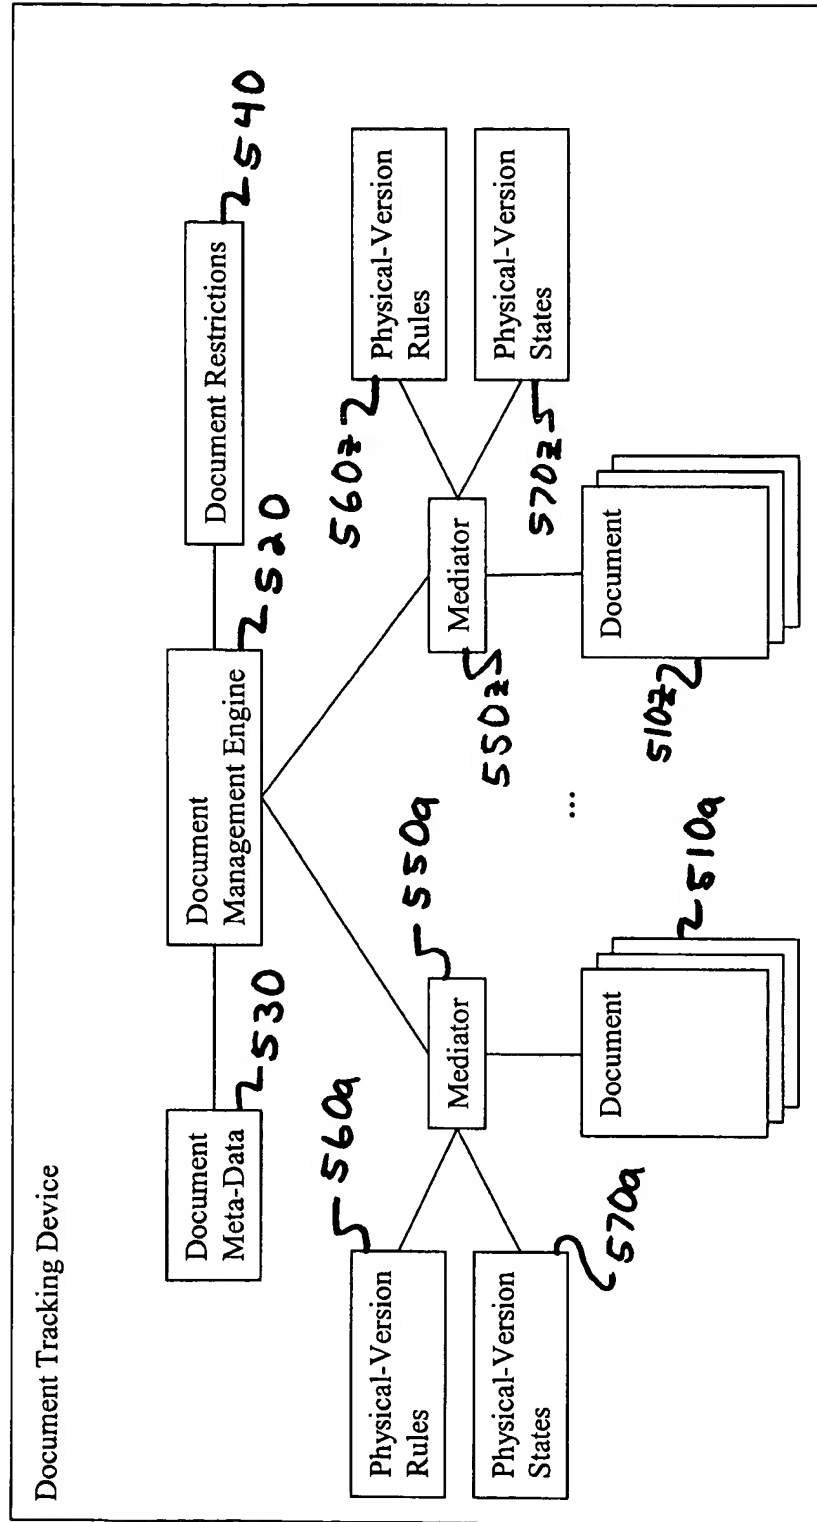 Document Tracking Device
Document
Meta-Data
530
Document
Management Engine
520
Document Restrictions
540
Physical-Version
Rules
560a
Physical-Version
States
570a
Mediator
550a
Document
510a
...
Mediator
550z
Physical-Version
Rules
560z
Physical-Version
States
570z
Document
510z